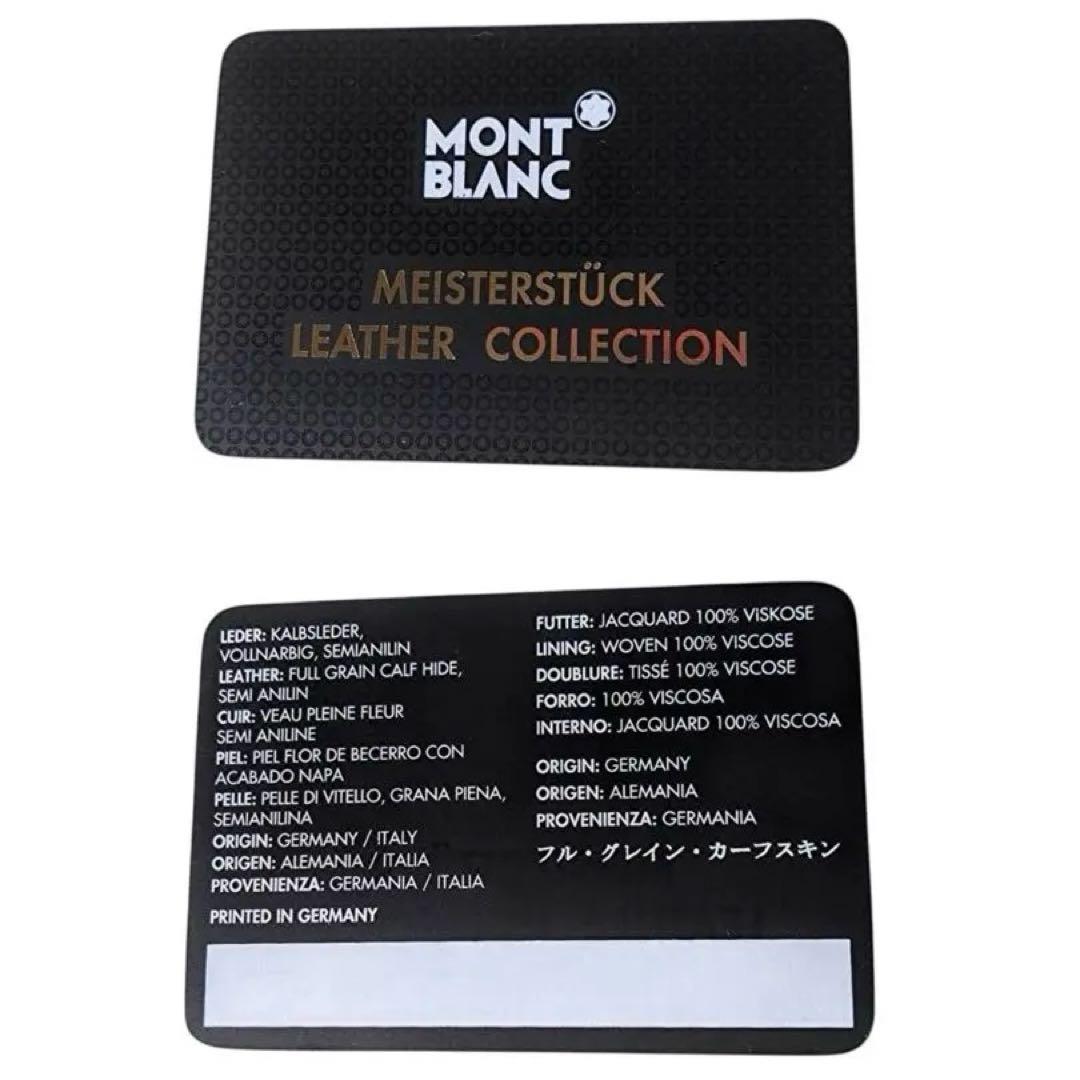 MONT
BLANC
MEISTERSTÜCK
LEATHER COLLECTION
LEDER: KALBSLEDER,
VOLLNARBIG, SEMIANILIN
LEATHER: FULL GRAIN CALF HIDE,
SEMI ANILIN
CUIR: VEAU PLEINE FLEUR
SEMI ANILINE
PIEL: PIEL FLOR DE BECERRO CON
ACABADO NAPA
PELLE: PELLE DI VITELLO, GRANA PIENA,
SEMIANILINA
ORIGIN: GERMANY / ITALY
ORIGEN: ALEMANIA / ITALIA
PROVENIENZA: GERMANIA / ITALIA
PRINTED IN GERMANY
FUTTER: JACQUARD 100% VISKOSE
LINING: WOVEN 100% VISCOSE
DOUBLURE: TISSÉ 100% VISCOSE
FORRO: 100% VISCOSA
INTERNO: JACQUARD 100% VISCOSA
ORIGIN: GERMANY
ORIGEN: ALEMANIA
PROVENIENZA: GERMANIA
フル・グレイン・カーフスキン